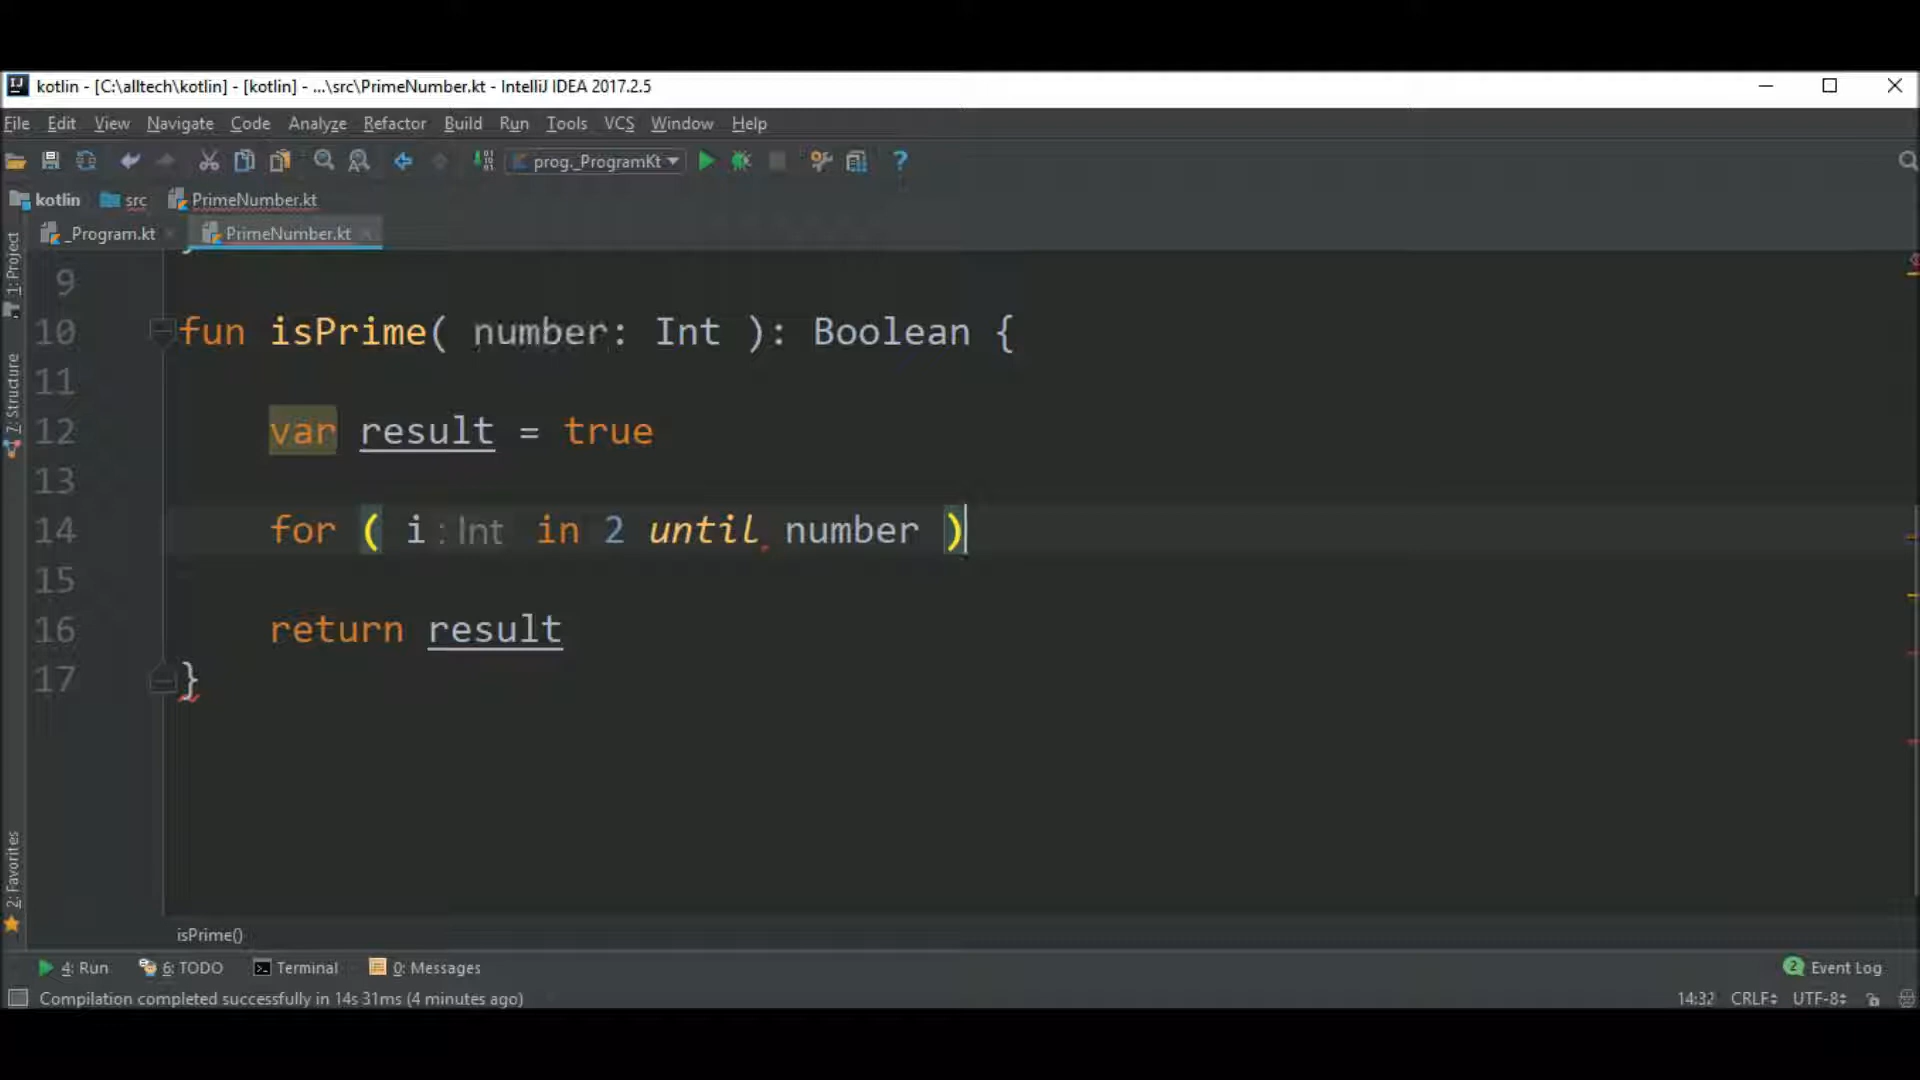 kotlin - [C:\alltech\kotlin] - [kotlin] - ...\src\PrimeNumber.kt - IntelliJ IDEA 2017.2.5
File Edit View Navigate Code Analyze Refactor Build Run Tools VCS Window Help
prog._ProgramKt
kotlin src PrimeNumber.kt
_Program.kt PrimeNumber.kt
1: Project
7: Structure
2: Favorites
9
10 fun isPrime( number: Int ): Boolean {
11
12 var result = true
13
14 for ( i : Int in 2 until number )
15
16 return result
17 }
isPrime()
4: Run 6: TODO Terminal 0: Messages 2 Event Log
Compilation completed successfully in 14s 31ms (4 minutes ago) 14:32 CRLF UTF-8